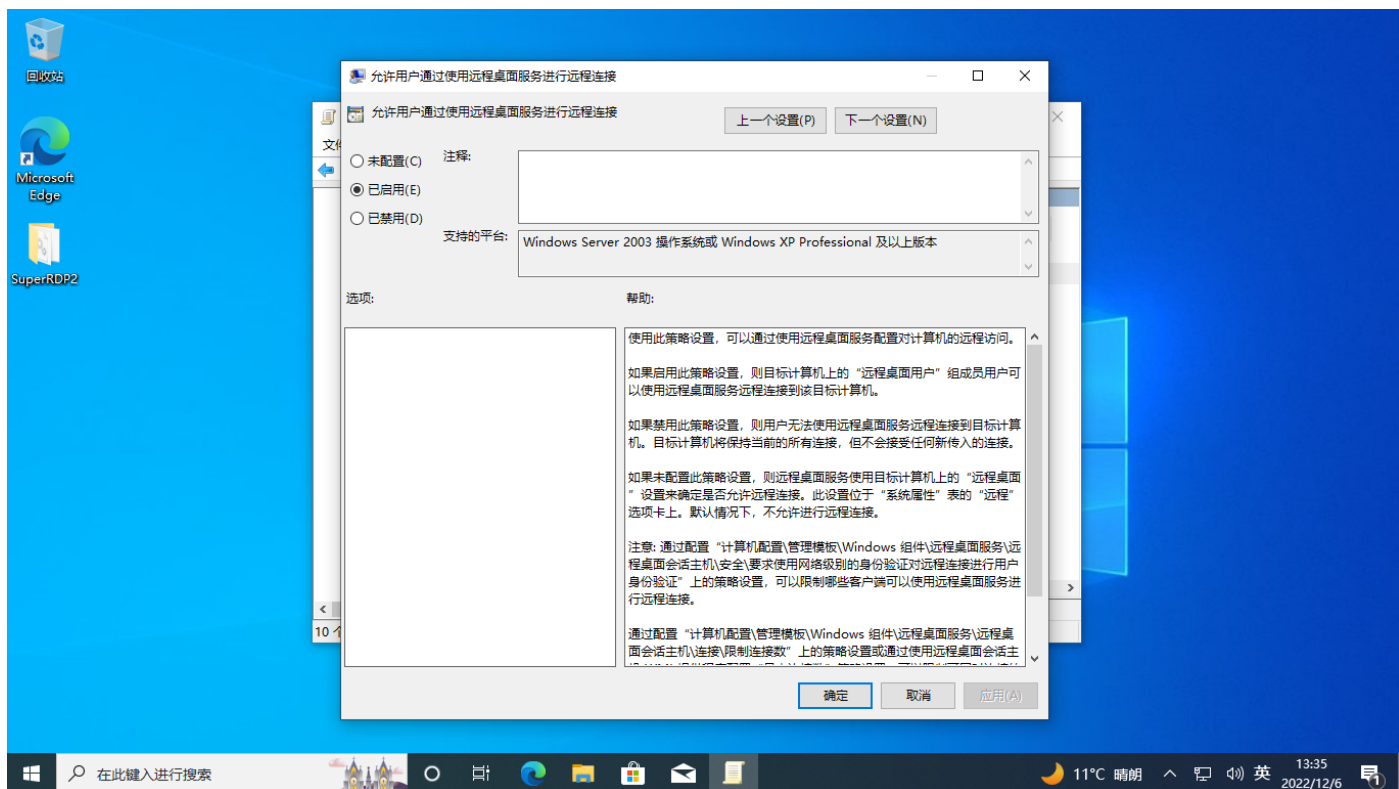 回收站
Microsoft
Edge
SuperRDP2
允许用户通过使用远程桌面服务进行远程连接
允许用户通过使用远程桌面服务进行远程连接
上一个设置(P)
下一个设置(N)
文件
未配置(C)
已启用(E)
已禁用(D)
注释:
支持的平台:
Windows Server 2003 操作系统或 Windows XP Professional 及以上版本
选项:
帮助:
使用此策略设置，可以通过使用远程桌面服务配置对计算机的远程访问。
如果启用此策略设置，则目标计算机上的“远程桌面用户”组成员用户可
以使用远程桌面服务远程连接到该目标计算机。
如果禁用此策略设置，则用户无法使用远程桌面服务远程连接到目标计算
机。目标计算机将保持当前的所有连接，但不会接受任何新传入的连接。
如果未配置此策略设置，则远程桌面服务使用目标计算机上的“远程桌面
”设置来确定是否允许远程连接。此设置位于“系统属性”表的“远程”
选项卡上。默认情况下，不允许进行远程连接。
注意: 通过配置“计算机配置\管理模板\Windows 组件\远程桌面服务\远
程桌面会话主机\安全\要求使用网络级别的身份验证对远程连接进行用户
身份验证”上的策略设置，可以限制哪些客户端可以使用远程桌面服务进
行远程连接。
通过配置“计算机配置\管理模板\Windows 组件\远程桌面服务\远程桌
面会话主机\连接\限制连接数”上的策略设置或通过使用远程桌面会话主
10 个
确定
取消
应用(A)
在此键入进行搜索
11°C 晴朗
英
13:35
2022/12/6
1